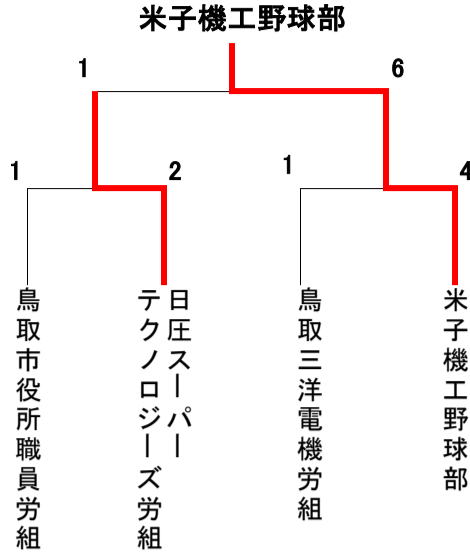 米子機工野球部
1
6
1
2
1
4
鳥取市役所職員労組
日圧スーパー
テクノロジーズ労組
鳥取三洋電機労組
米子機工野球部